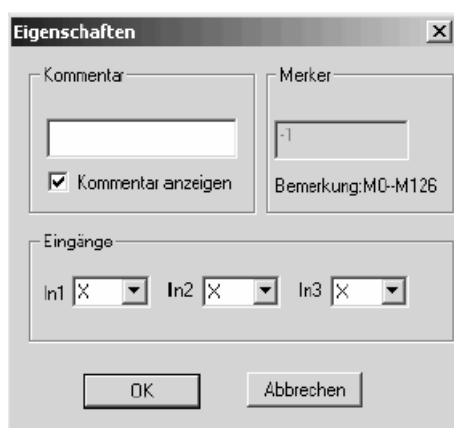 Eigenschaften
Kommentar
Merker
-1
Kommentar anzeigen
Bemerkung:M0--M126
Eingänge
In1 X In2 X In3 X
OK Abbrechen